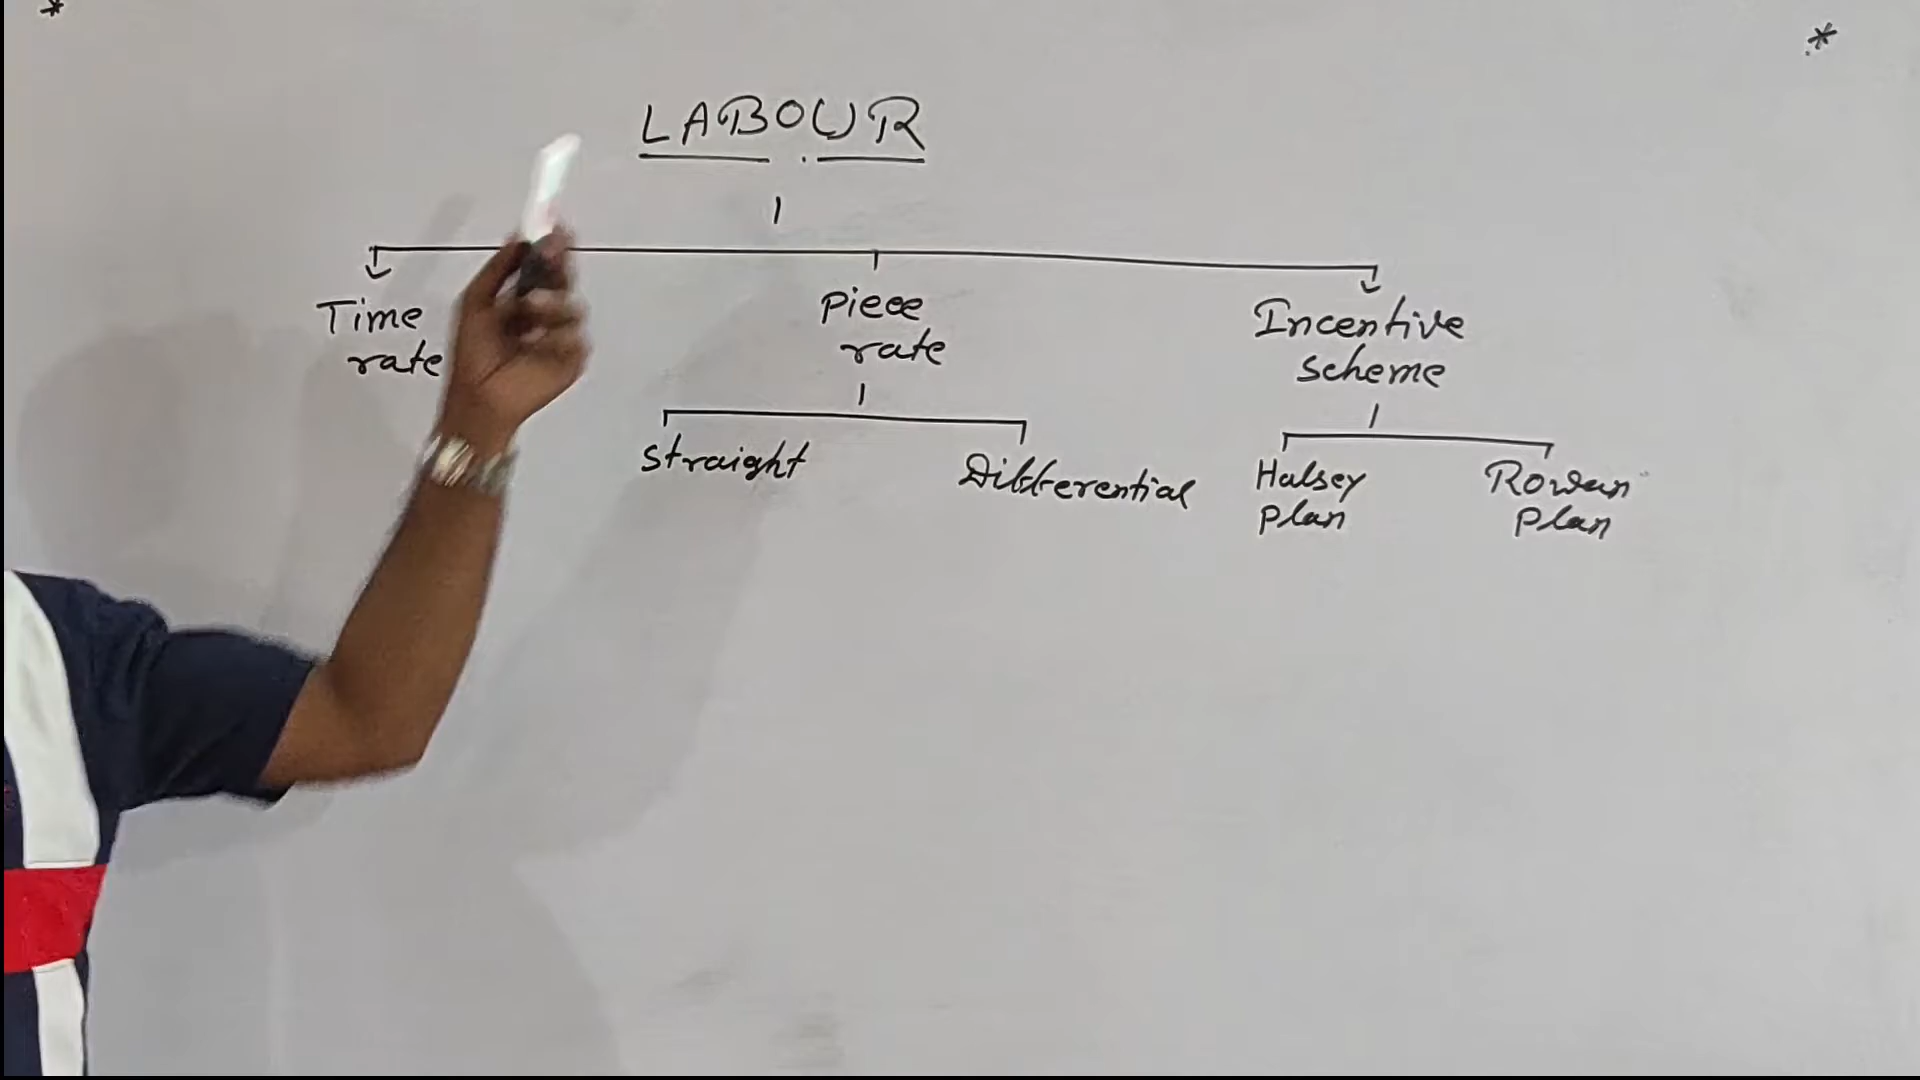 *
*
LABOUR
Time
rate
Piece
rate
Incentive
scheme
straight
Differential
Halsey
plan
Rowan
plan